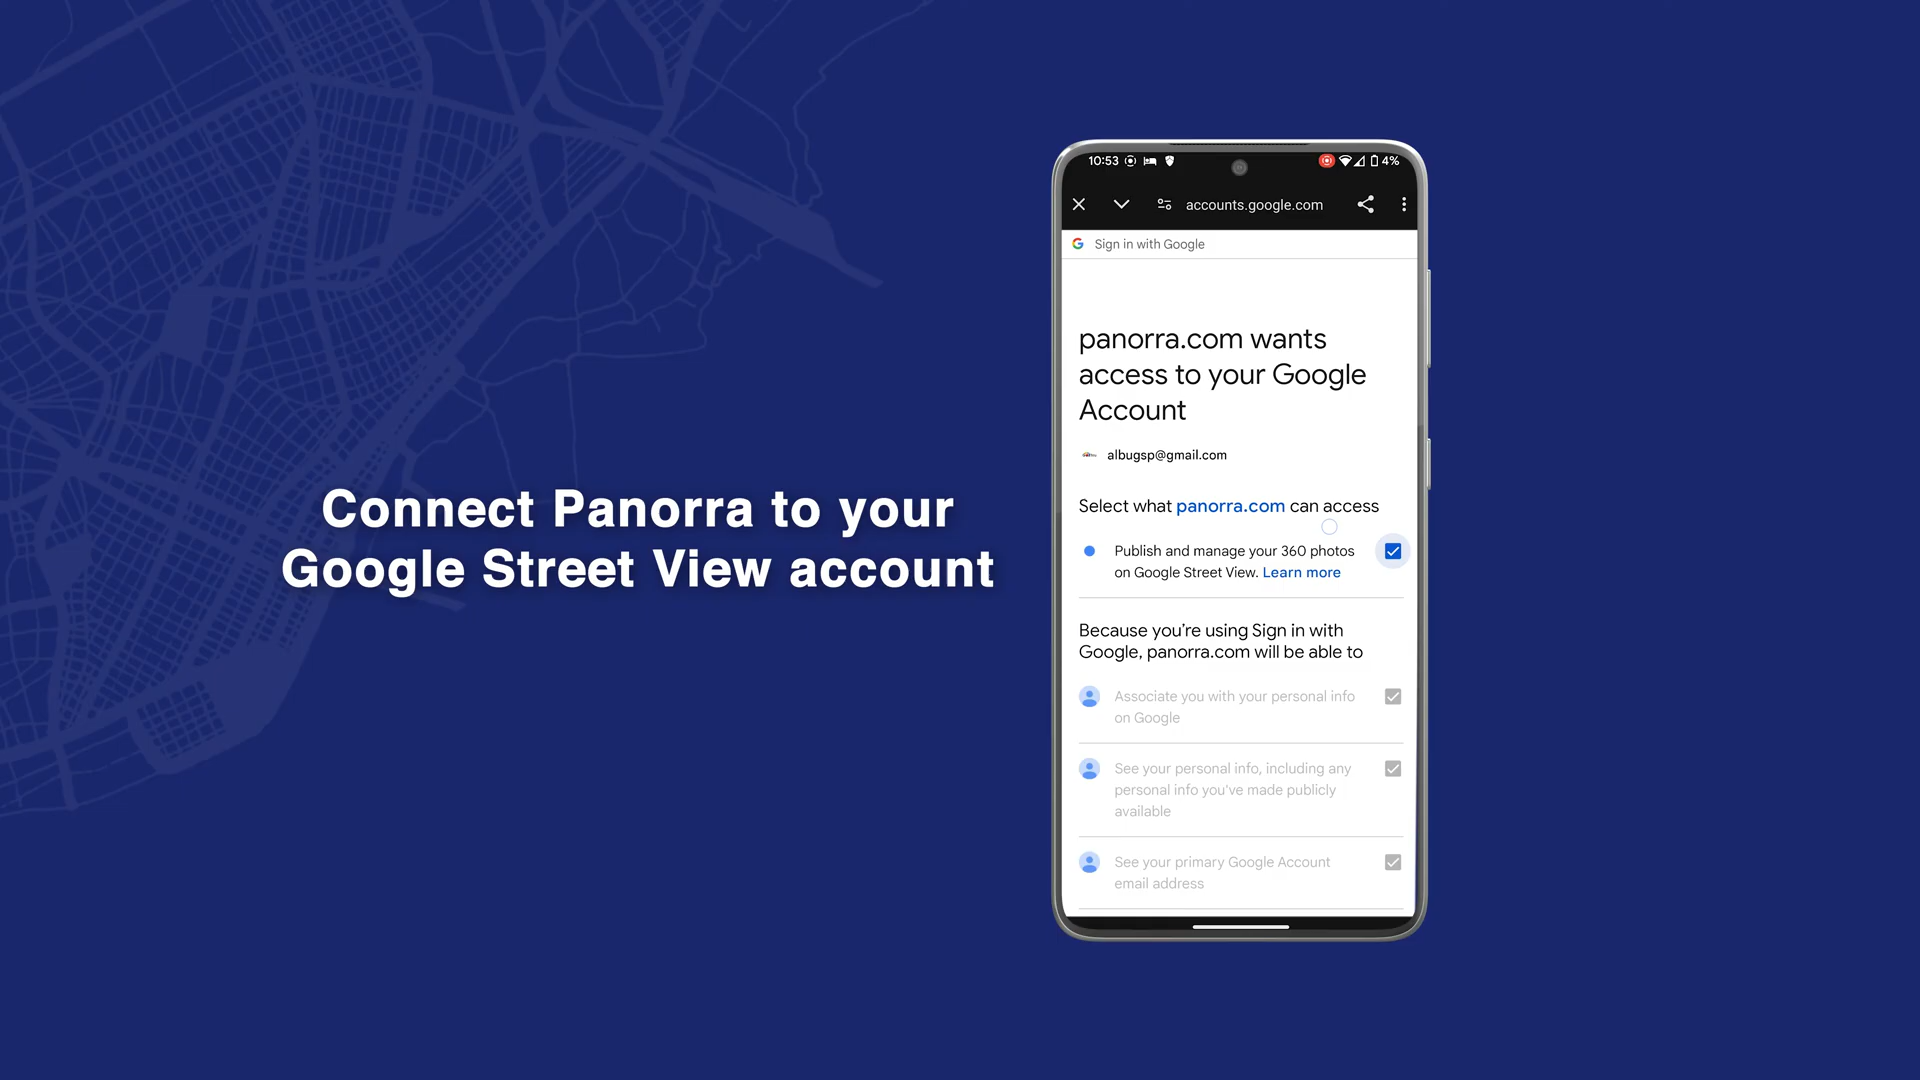 Connect Panorra to your
Google Street View account
10:53
4%
accounts.google.com
Sign in with Google
panorra.com wants
access to your Google
Account
albugsp@gmail.com
Select what panorra.com can access
Publish and manage your 360 photos
on Google Street View. Learn more
Because you’re using Sign in with
Google, panorra.com will be able to
Associate you with your personal info
on Google
See your personal info, including any
personal info you've made publicly
available
See your primary Google Account
email address